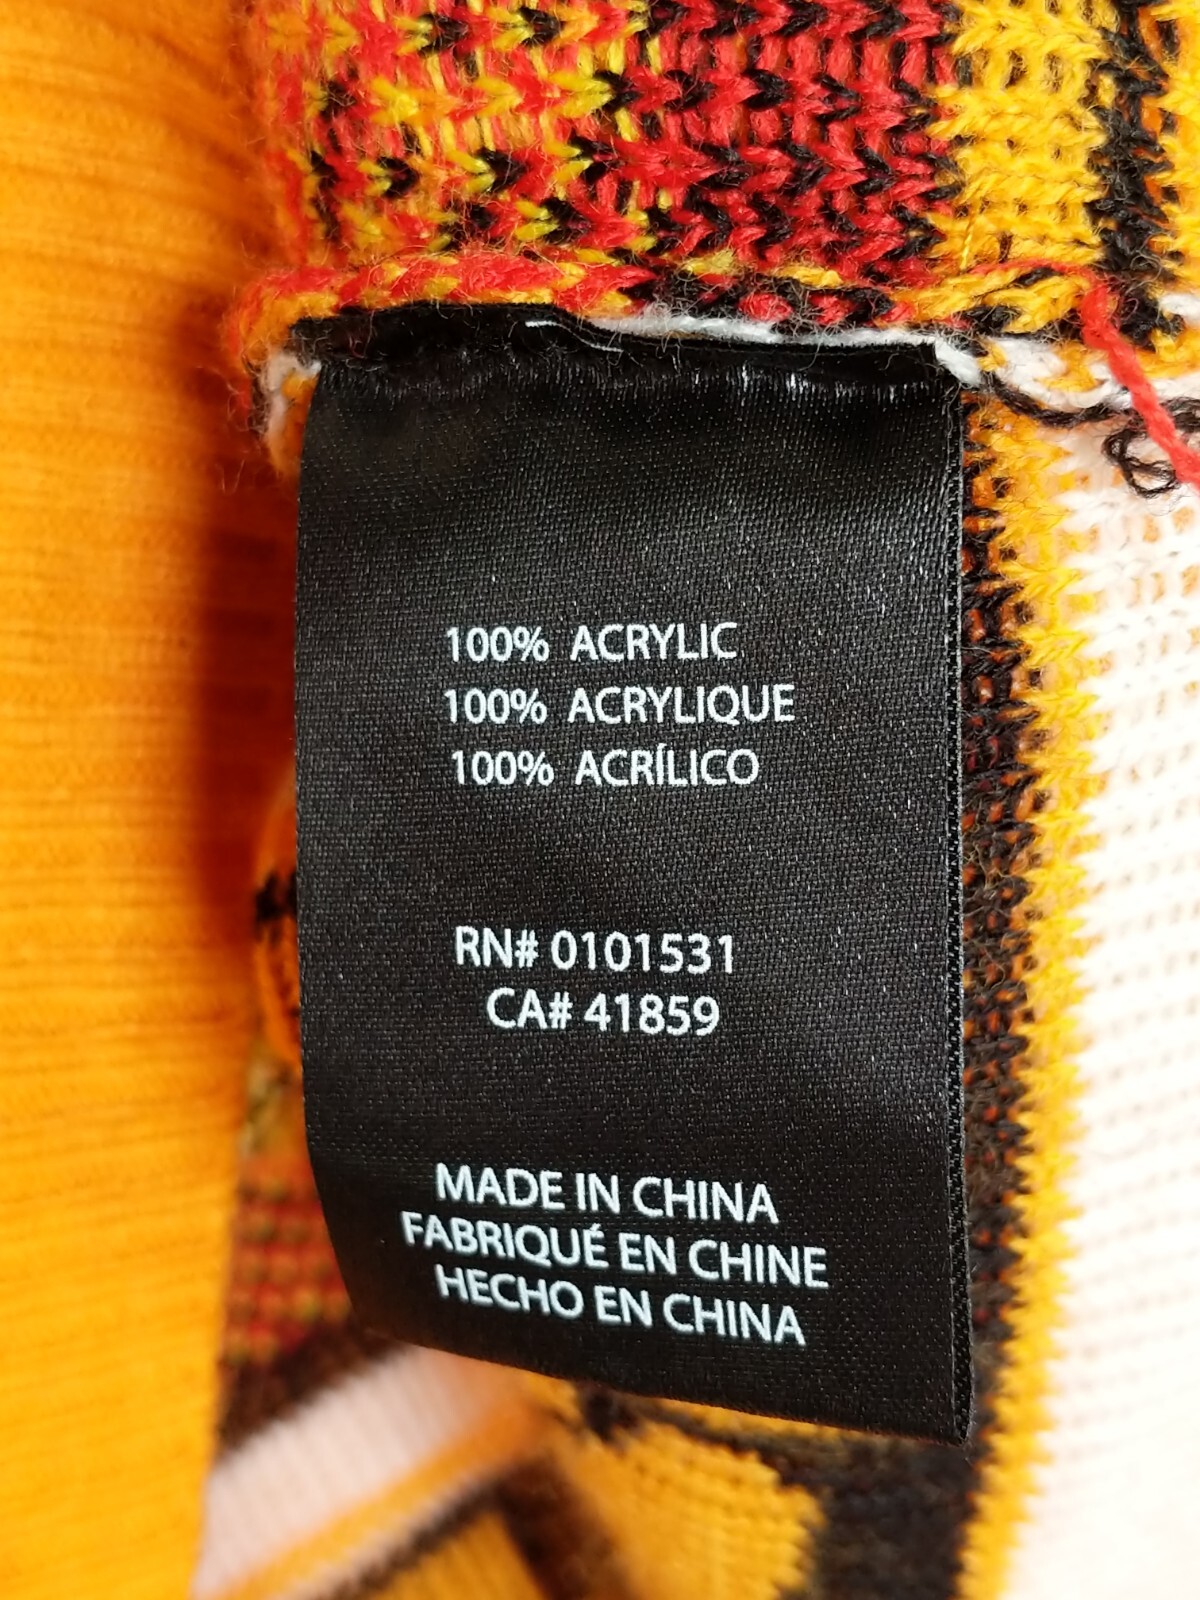 100% ACRYLIC
100% ACRYLIQUE
100% ACRÍLICO
RN# 0101531
CA# 41859
MADE IN CHINA
FABRIQUÉ EN CHINE
HECHO EN CHINA